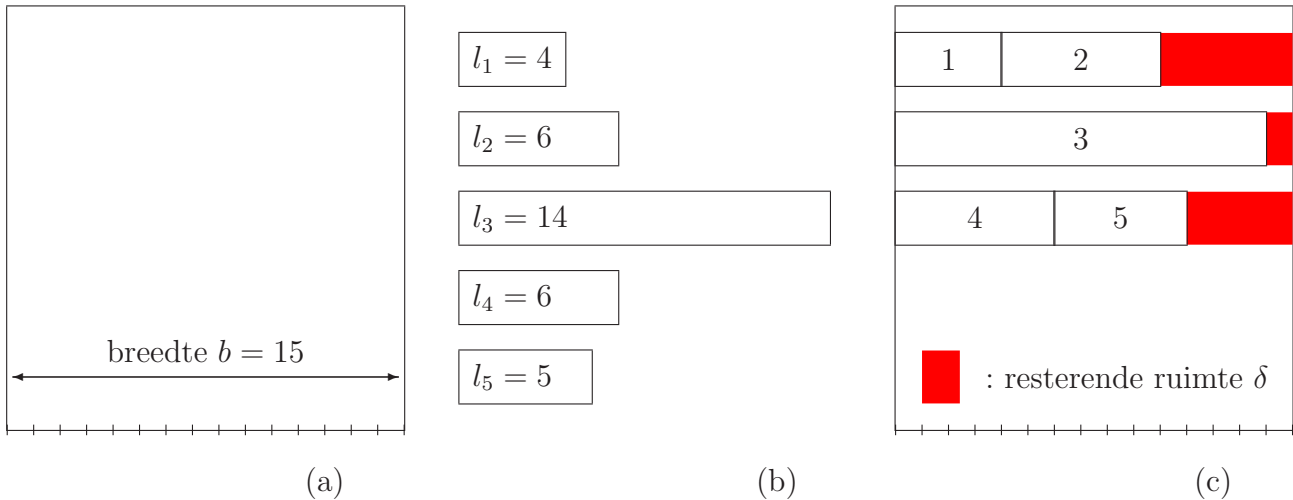 breedte b = 15
(a)
l₁ = 4
l₂ = 6
l₃ = 14
l₄ = 6
l₅ = 5
(b)
1 2
3
4 5
: resterende ruimte δ
(c)